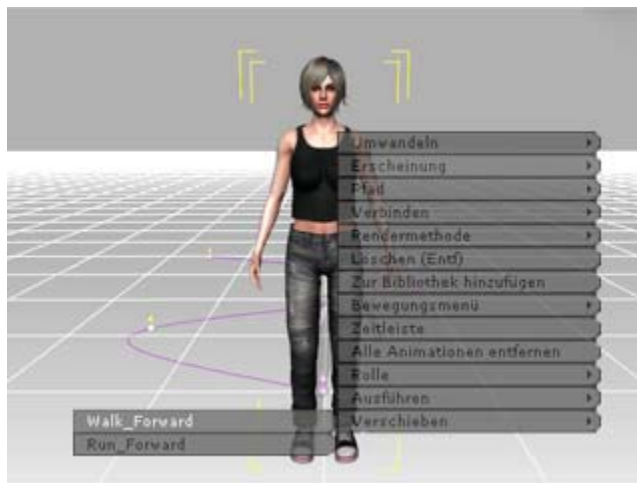 Umwandeln
Erscheinung
Pfad
Verbinden
Rendermethode
Löschen (Entf)
Zur Bibliothek hinzufügen
Bewegungsmenü
Zeitleiste
Alle Animationen entfernen
Rolle
Ausführen
Verschieben
Walk_Forward
Run_Forward